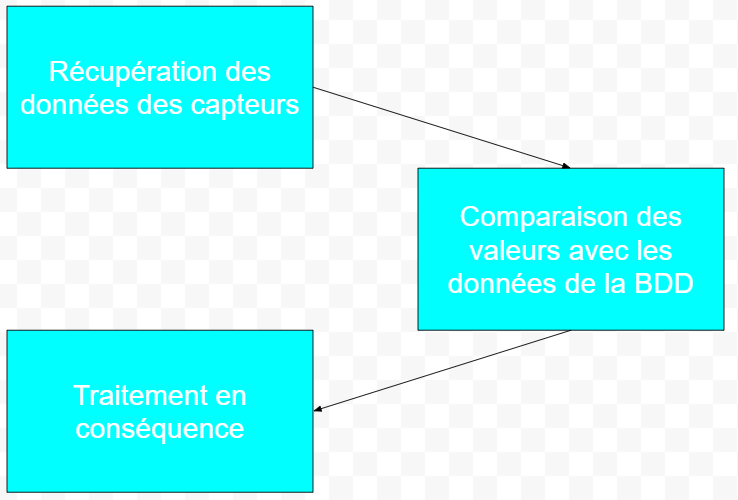 Récupération des
données des capteurs
Comparaison des
valeurs avec les
données de la BDD
Traitement en
conséquence